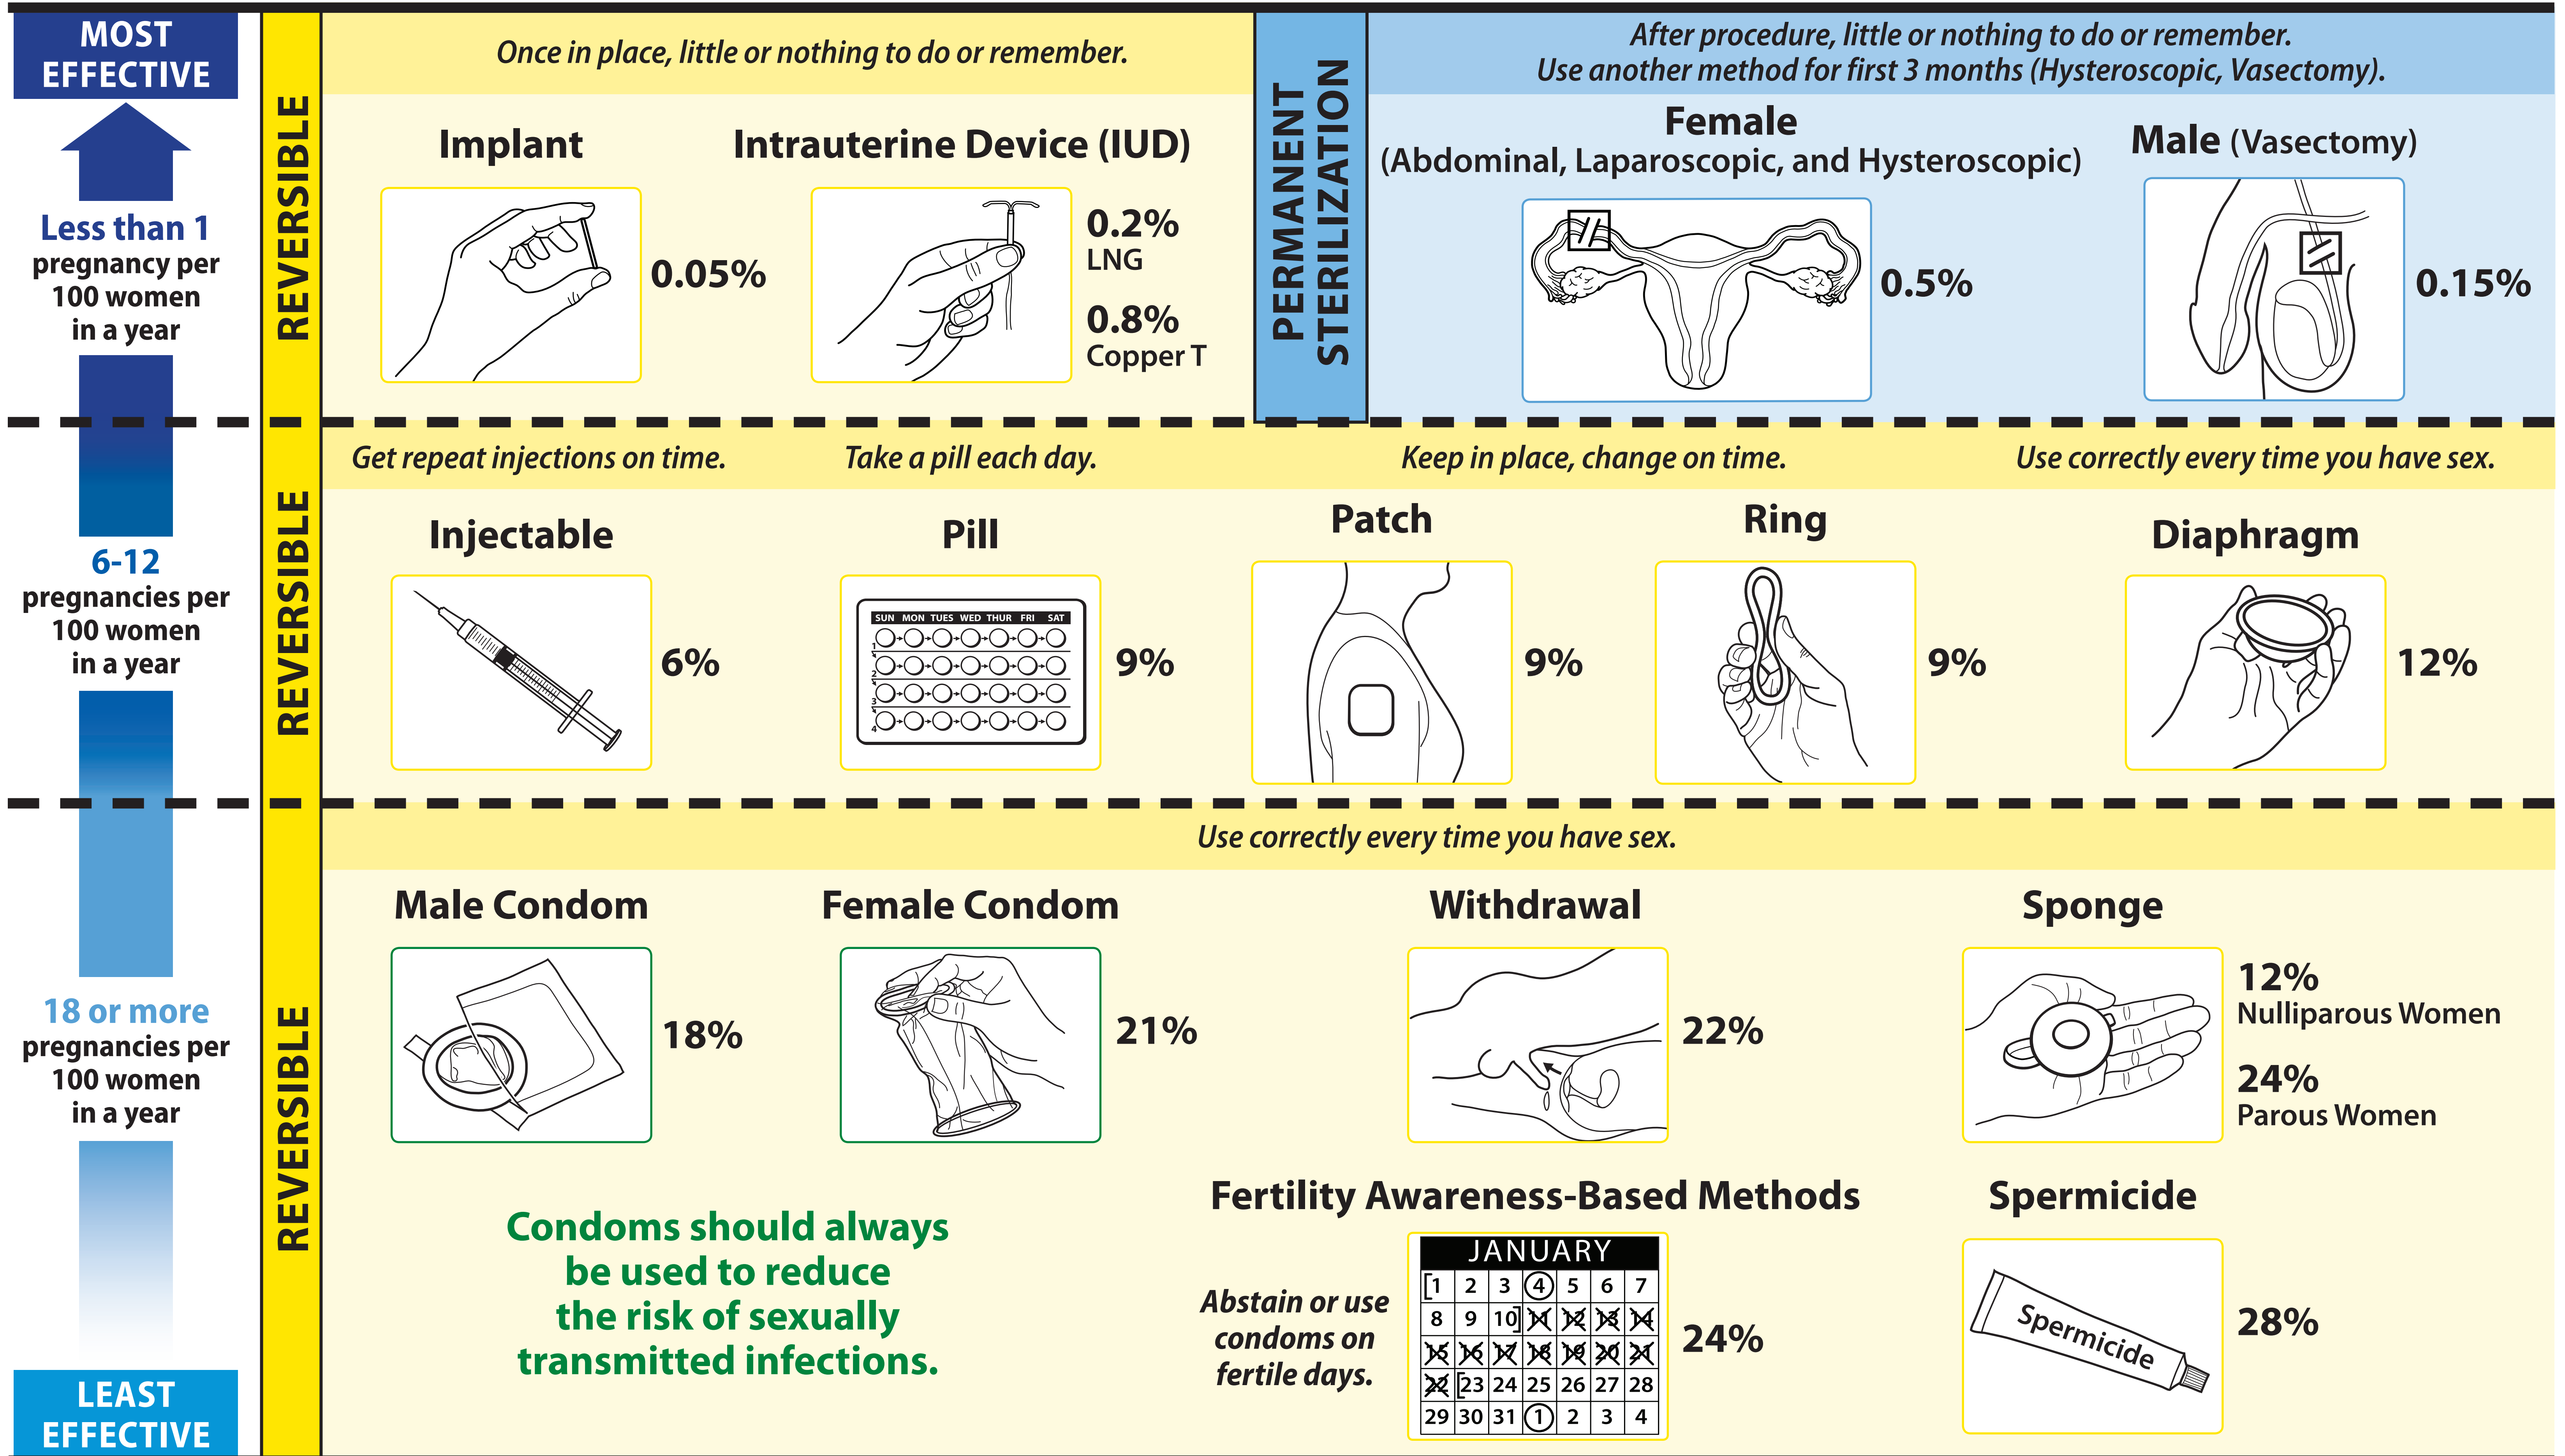 MOST
EFFECTIVE
Less than 1
pregnancy per
100 women
in a year
6-12
pregnancies per
100 women
in a year
18 or more
pregnancies per
100 women
in a year
LEAST
EFFECTIVE
REVERSIBLE
Once in place, little or nothing to do or remember.
Implant
0.05%
Intrauterine Device (IUD)
0.2%
LNG
0.8%
Copper T
PERMANENT
STERILIZATION
After procedure, little or nothing to do or remember.
Use another method for first 3 months (Hysteroscopic, Vasectomy).
Female
(Abdominal, Laparoscopic, and Hysteroscopic)
0.5%
Male (Vasectomy)
0.15%
REVERSIBLE
Get repeat injections on time.
Take a pill each day.
Keep in place, change on time.
Use correctly every time you have sex.
Injectable
6%
Pill
SUN MON TUES WED THUR FRI SAT
1
2
3
4
9%
Patch
9%
Ring
9%
Diaphragm
12%
REVERSIBLE
Use correctly every time you have sex.
Male Condom
18%
Female Condom
21%
Withdrawal
22%
Sponge
12%
Nulliparous Women
24%
Parous Women
Condoms should always
be used to reduce
the risk of sexually
transmitted infections.
Fertility Awareness-Based Methods
Abstain or use
condoms on
fertile days.
JANUARY
[1 2 3 4 5 6 7
8 9 10] 11 12 13 14
15 16 17 18 19 20 21
22 [23 24 25 26 27 28
29 30 31 1 2 3 4
24%
Spermicide
Spermicide
28%